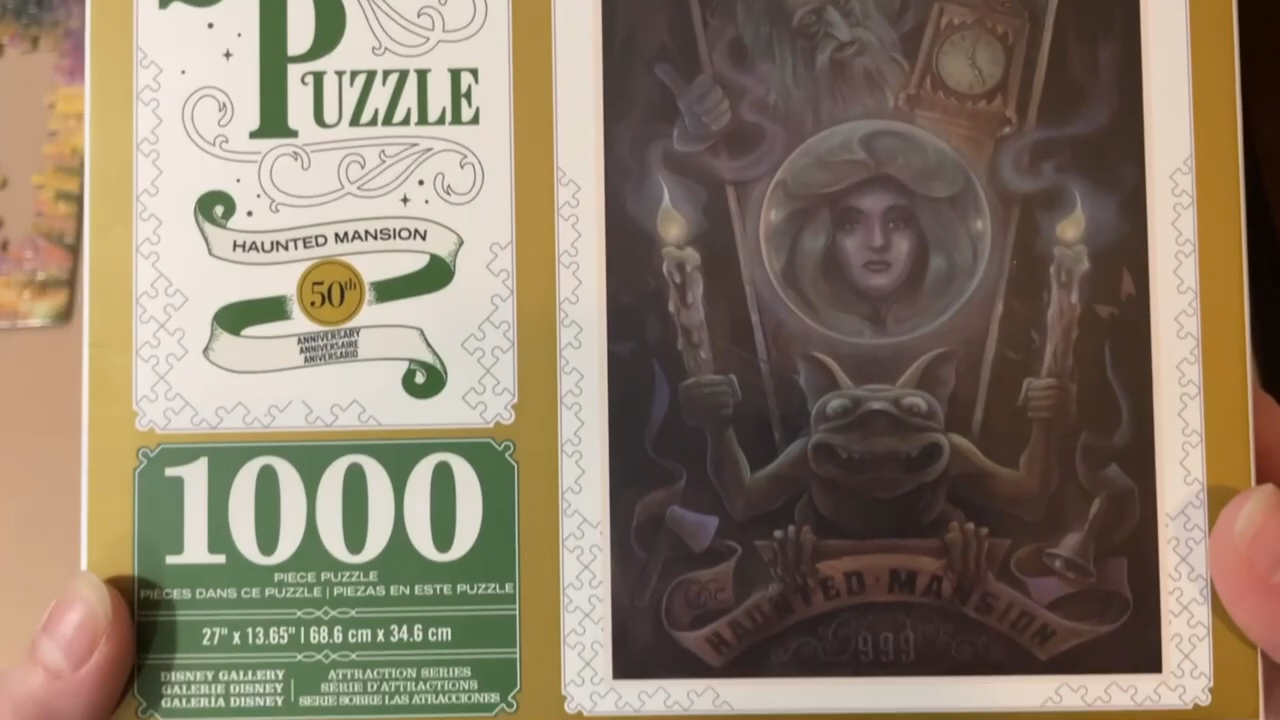 PUZZLE
HAUNTED MANSION
50th
ANNIVERSARY
ANNIVERSAIRE
ANIVERSARIO
1000
PIECE PUZZLE
PIÈCES DANS CE PUZZLE | PIEZAS EN ESTE PUZZLE
27" x 13.65" | 68.6 cm x 34.6 cm
DISNEY GALLERY
GALERIE DISNEY
GALERÍA DISNEY
ATTRACTION SERIES
SÉRIE D'ATTRACTIONS
SERIE SOBRE LAS ATRACCIONES
The
HAUNTED · MANSION
999